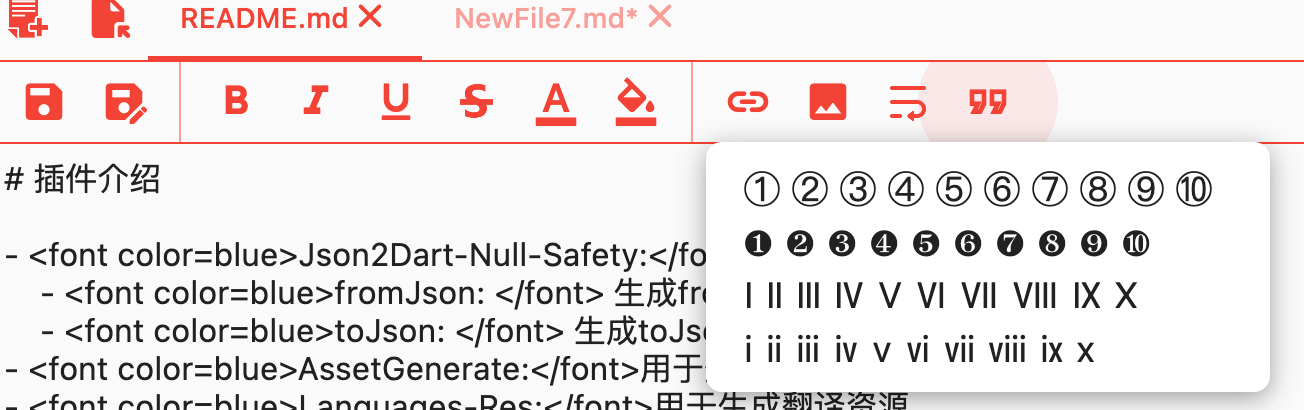 README.md
NewFile7.md*
B I U S A
# 插件介绍
① ② ③ ④ ⑤ ⑥ ⑦ ⑧ ⑨ ⑩
❶ ❷ ❸ ❹ ❺ ❻ ❼ ❽ ❾ ❿
Ⅰ Ⅱ Ⅲ Ⅳ Ⅴ Ⅵ Ⅶ Ⅷ Ⅸ Ⅹ
ⅰ ⅱ ⅲ ⅳ ⅴ ⅵ ⅶ ⅷ ⅸ ⅹ
- <font color=blue>Json2Dart-Null-Safety:</fo
- <font color=blue>fromJson: </font> 生成fr
- <font color=blue>toJson: </font> 生成toJs
- <font color=blue>AssetGenerate:</font>用于
- <font color=blue>Languages-Res:</font>用于生成翻译资源